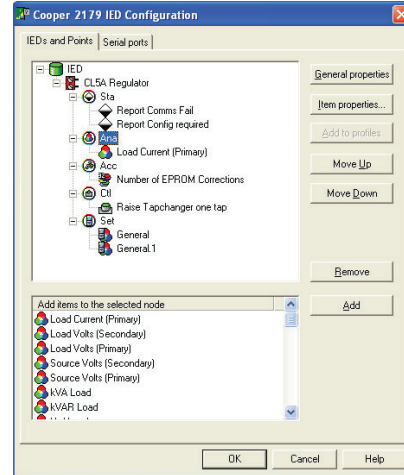 Cooper 2179 IED Configuration
IEDs and Points
Serial ports
IED
CL5A Regulator
Sta
Report Comms Fail
Report Config required
Ana
Load Current (Primary)
Acc
Number of EPROM Corrections
Ctl
Raise Tapchanger one tap
Set
General
General.1
General properties
Item properties...
Add to profiles
Move Up
Move Down
Remove
Add
Add items to the selected node
Load Current (Primary)
Load Volts (Secondary)
Load Volts (Primary)
Source Volts (Secondary)
Source Volts (Primary)
kVA Load
kVAR Load
OK
Cancel
Help